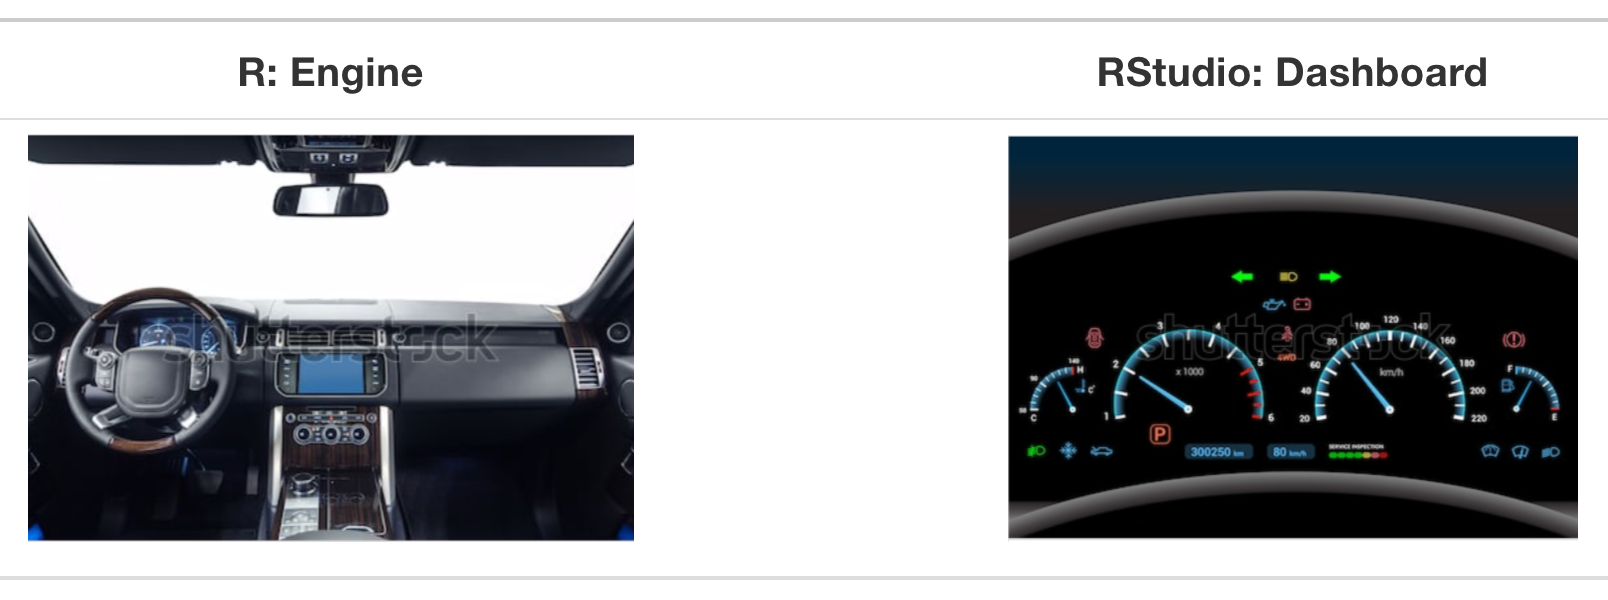 R: Engine
RStudio: Dashboard
shutterstock
shutterstock
3 4
100 120 140
2 5
80 160
x 1000
km/h
60 180
140 H
90
C°
50 C
40 200
1 6
20 220
F
E
4WD
P
300250 km
80 km/h
SERVICE INSPECTION